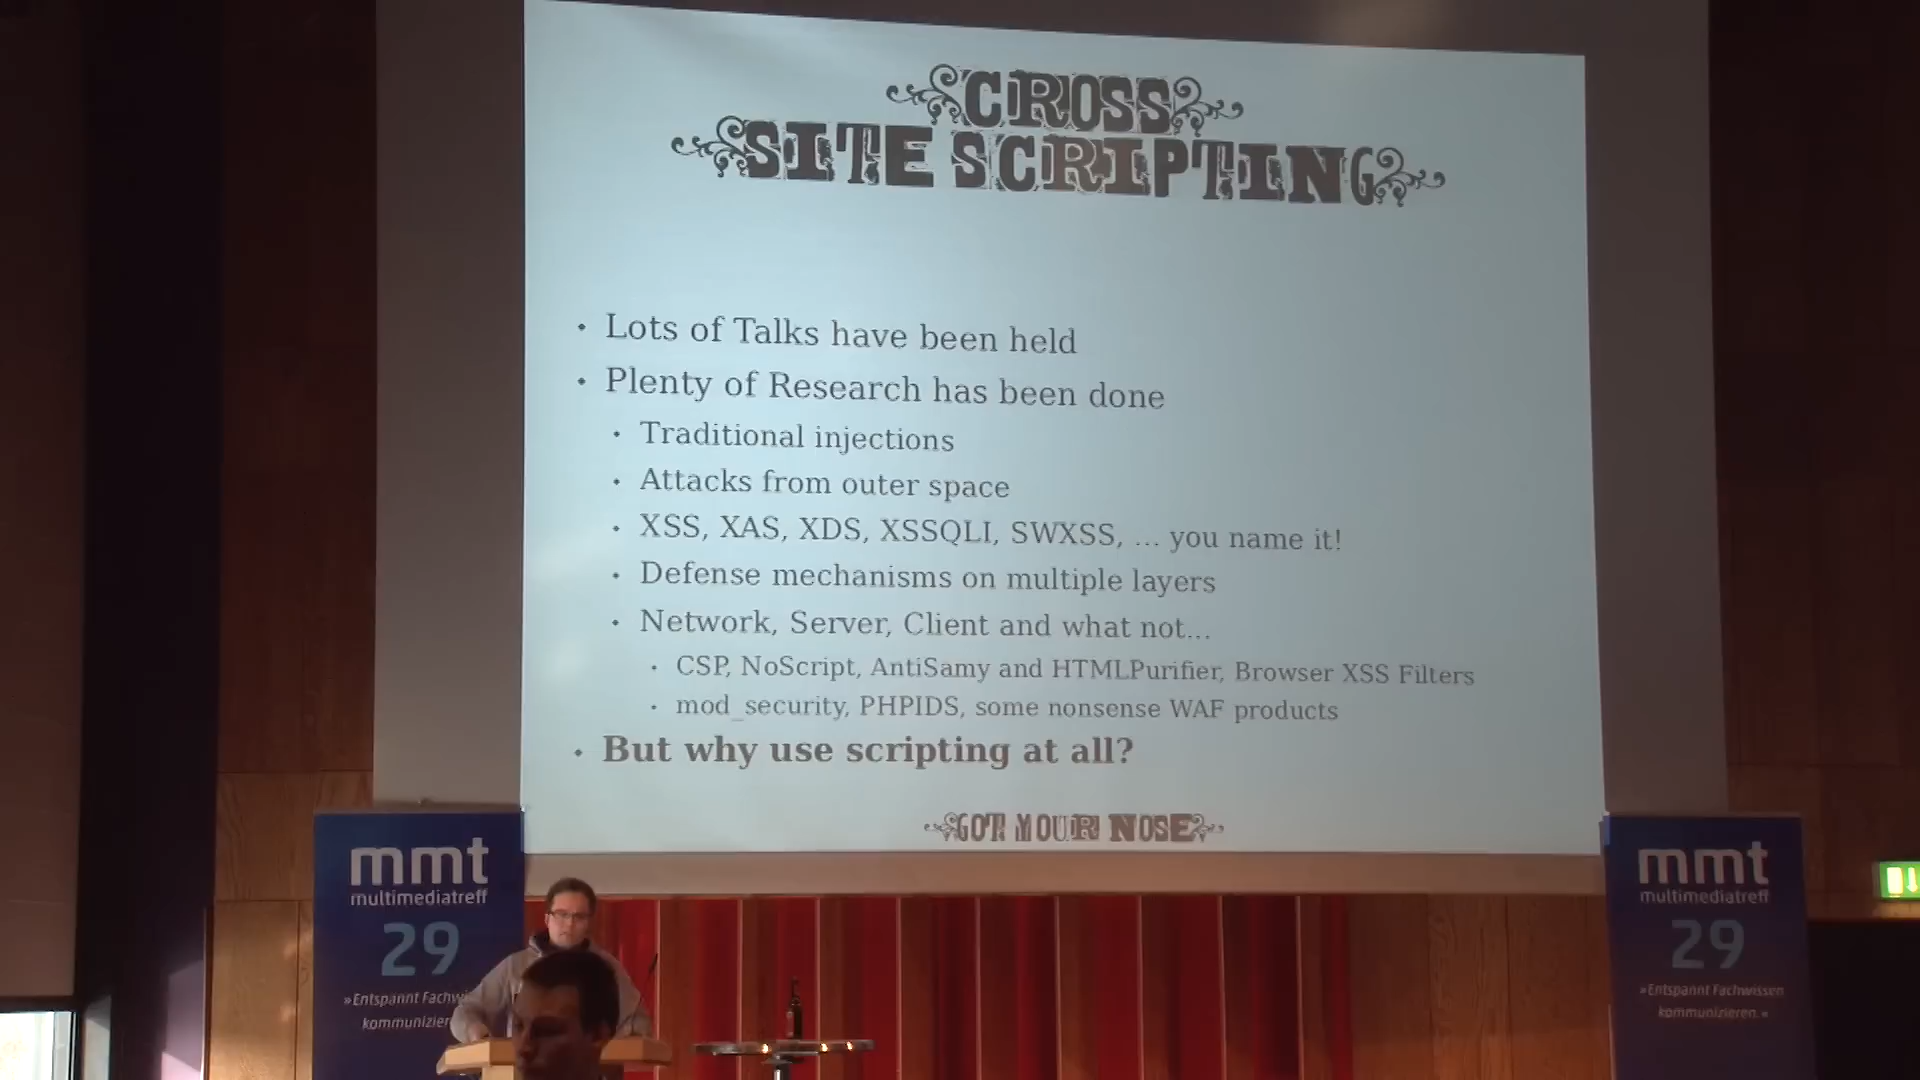 CROSS
SITE SCRIPTING
• Lots of Talks have been held
• Plenty of Research has been done
• Traditional injections
• Attacks from outer space
• XSS, XAS, XDS, XSSQLI, SWXSS, ... you name it!
• Defense mechanisms on multiple layers
• Network, Server, Client and what not...
• CSP, NoScript, AntiSamy and HTMLPurifier, Browser XSS Filters
• mod_security, PHPIDS, some nonsense WAF products
• But why use scripting at all?
GOT YOUR NOSE
mmt
multimediatreff
29
»Entspannt Fachwi
kommunizier
mmt
multimediatreff
29
»Entspannt Fachwissen
kommunizieren.«